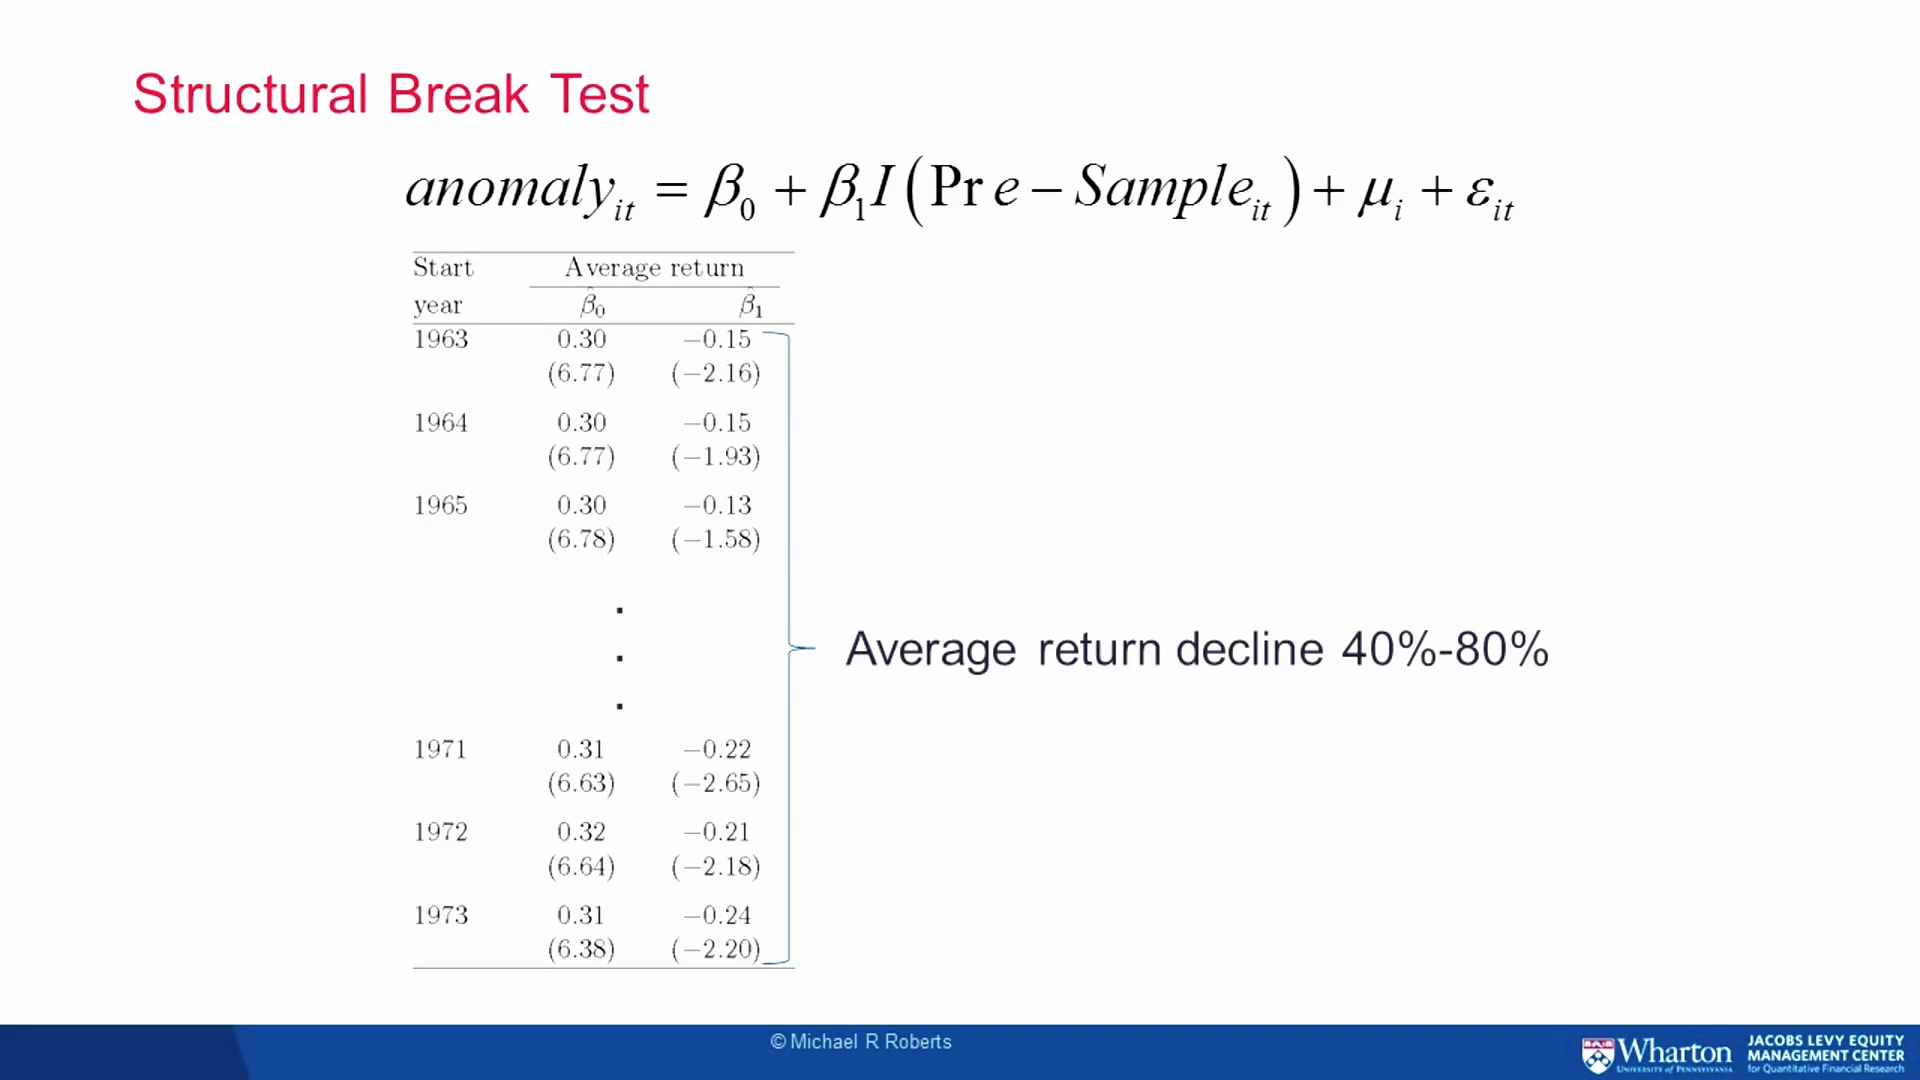 Structural Break Test
anomaly_it = β_0 + β_1 I (Pr e − Sample_it) + μ_i + ε_it
Start Average return
year β̂_0 β̂_1
1963 0.30 −0.15
(6.77) (−2.16)
1964 0.30 −0.15
(6.77) (−1.93)
1965 0.30 −0.13
(6.78) (−1.58)
.
.
.
Average return decline 40%-80%
1971 0.31 −0.22
(6.63) (−2.65)
1972 0.32 −0.21
(6.64) (−2.18)
1973 0.31 −0.24
(6.38) (−2.20)
© Michael R Roberts
Wharton
UNIVERSITY of PENNSYLVANIA
JACOBS LEVY EQUITY
MANAGEMENT CENTER
for Quantitative Financial Research